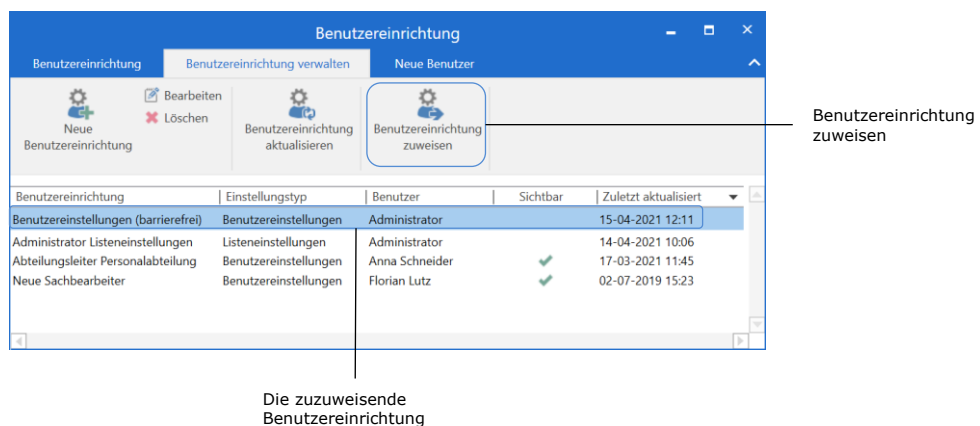 Benutzereinrichtung
Benutzereinrichtung Benutzereinrichtung verwalten Neue Benutzer
Neue
Benutzereinrichtung
Bearbeiten
Löschen
Benutzereinrichtung
aktualisieren
Benutzereinrichtung
zuweisen
Benutzereinrichtung
zuweisen
Benutzereinrichtung Einstellungstyp Benutzer Sichtbar Zuletzt aktualisiert
Benutzereinstellungen (barrierefrei) Benutzereinstellungen Administrator 15-04-2021 12:11
Administrator Listeneinstellungen Listeneinstellungen Administrator 14-04-2021 10:06
Abteilungsleiter Personalabteilung Benutzereinstellungen Anna Schneider 17-03-2021 11:45
Neue Sachbearbeiter Benutzereinstellungen Florian Lutz 02-07-2019 15:23
Die zuzuweisende
Benutzereinrichtung